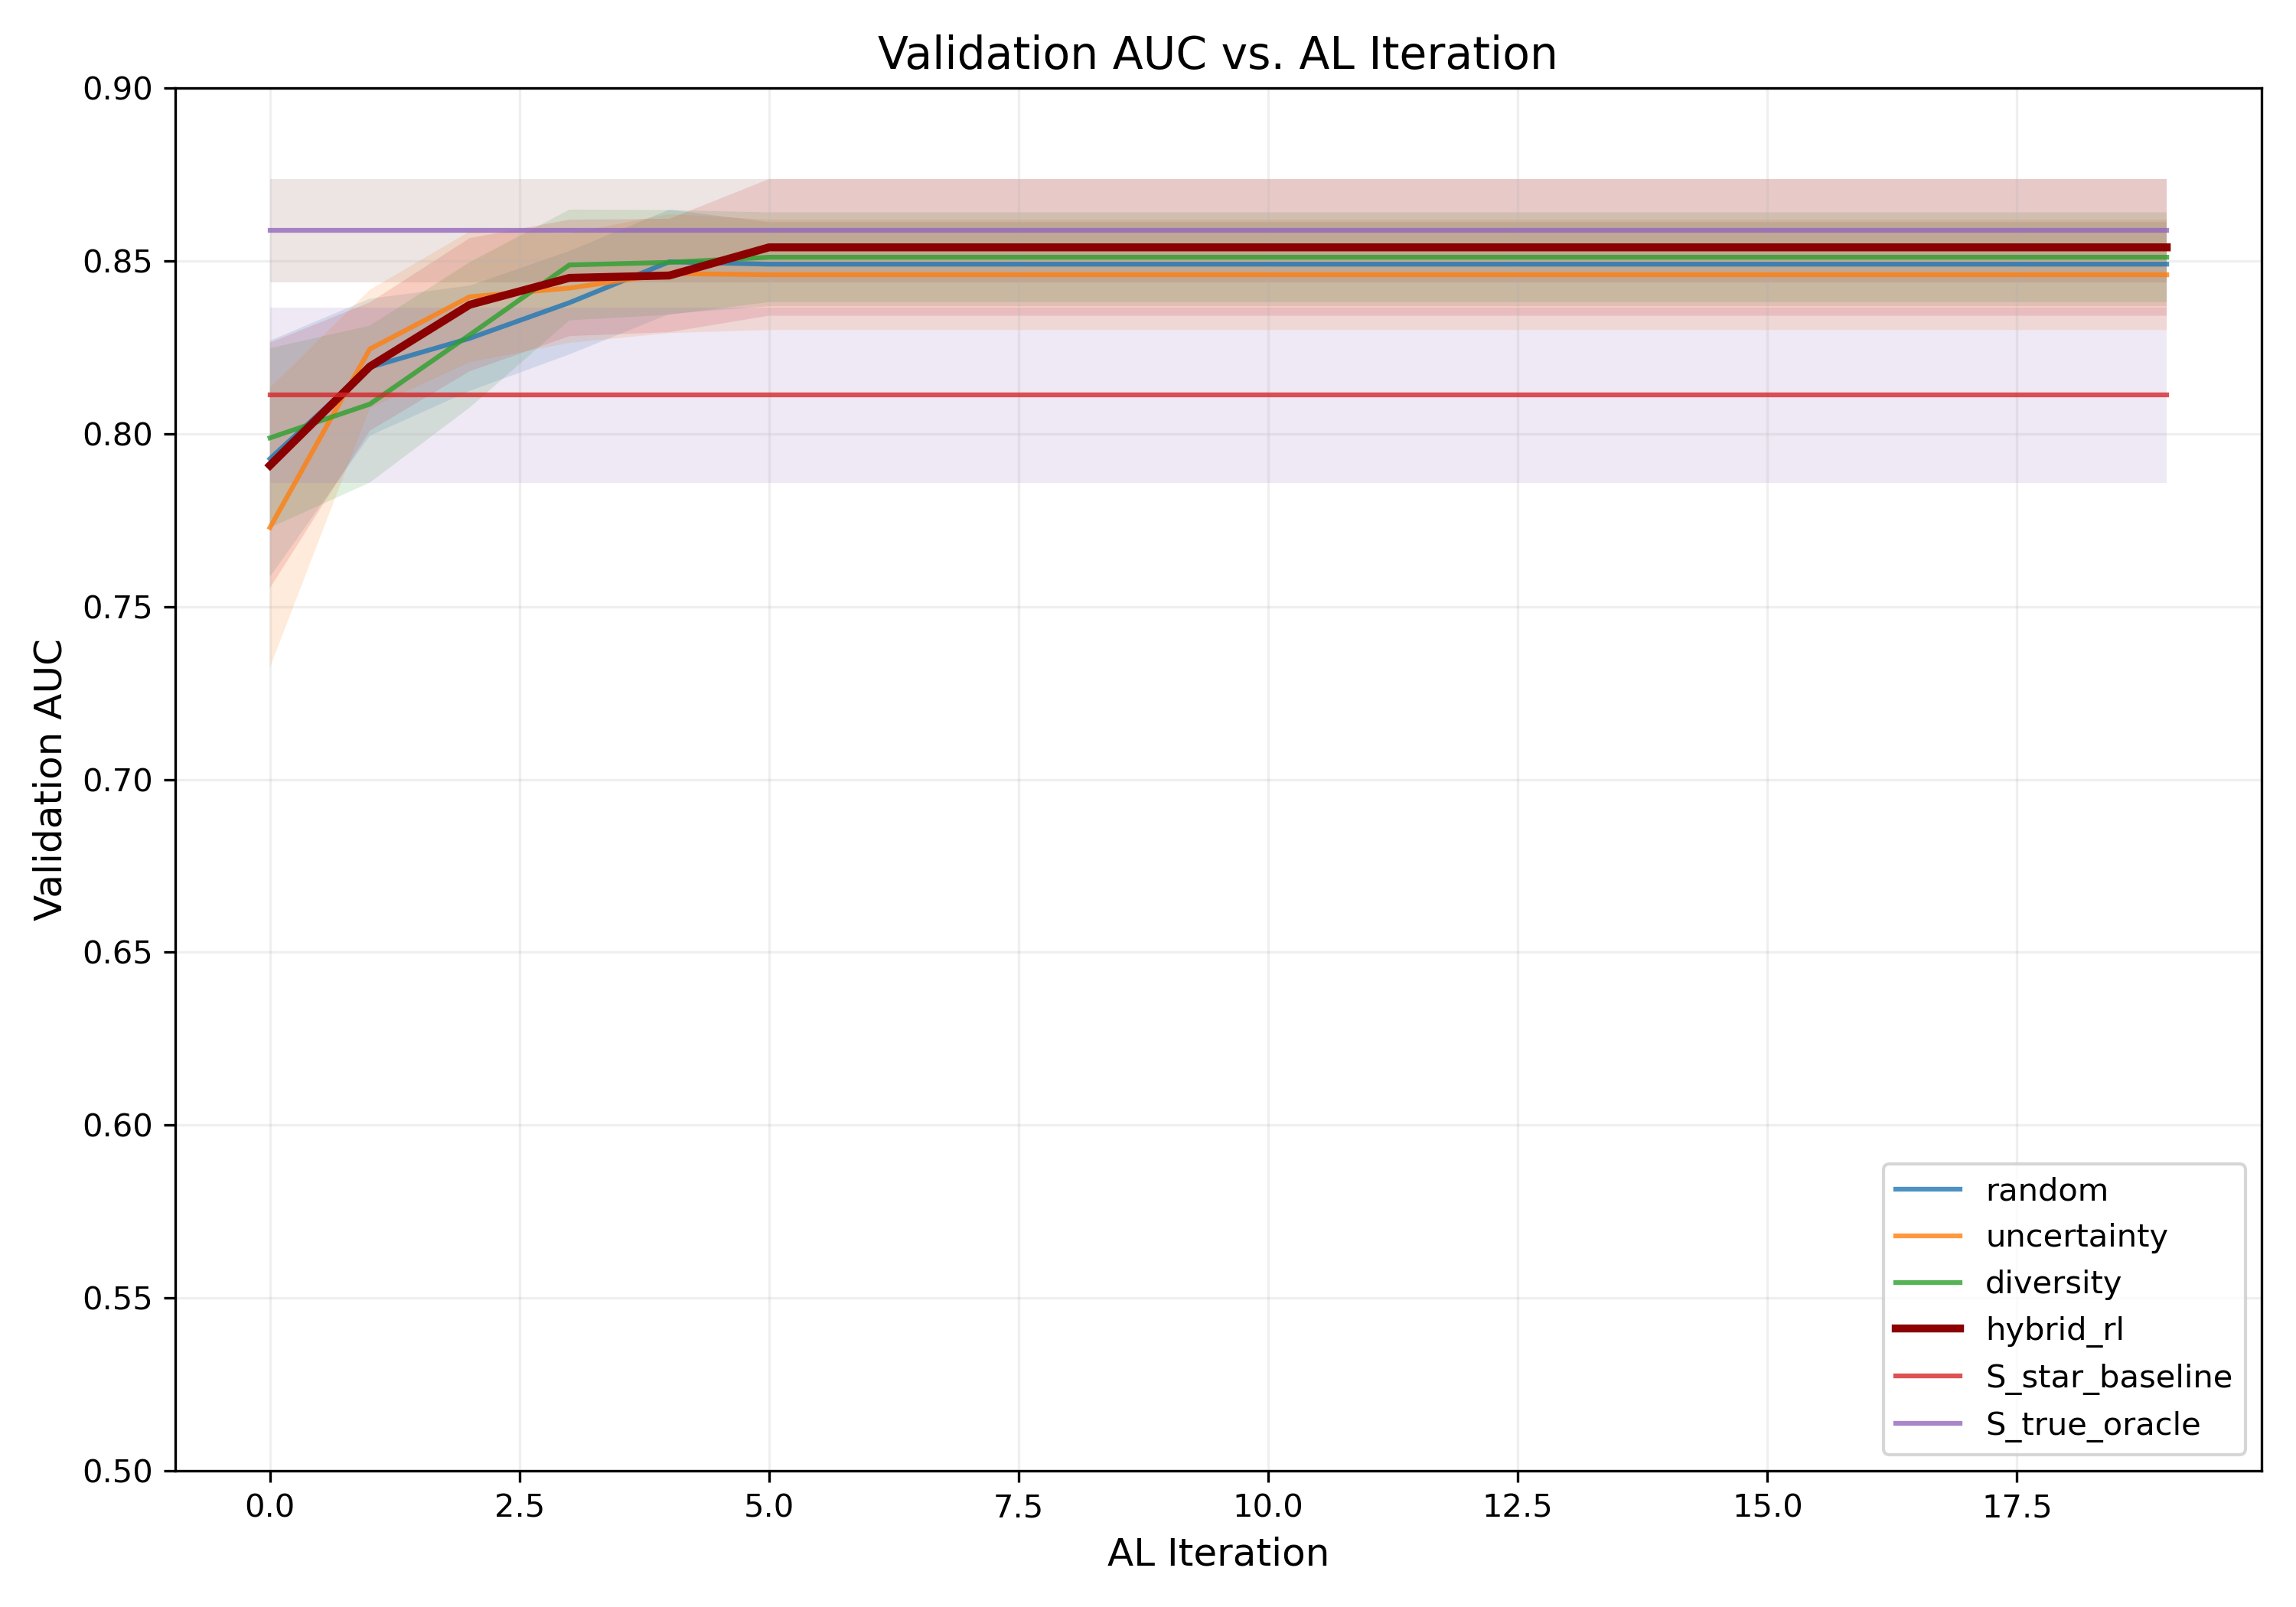 Validation AUC vs. AL Iteration
0.90
0.85
0.80
0.75
0.70
0.65
0.60
0.55
0.50
Validation AUC
0.0 2.5 5.0 7.5 10.0 12.5 15.0 17.5
AL Iteration
random
uncertainty
diversity
hybrid_rl
S_star_baseline
S_true_oracle